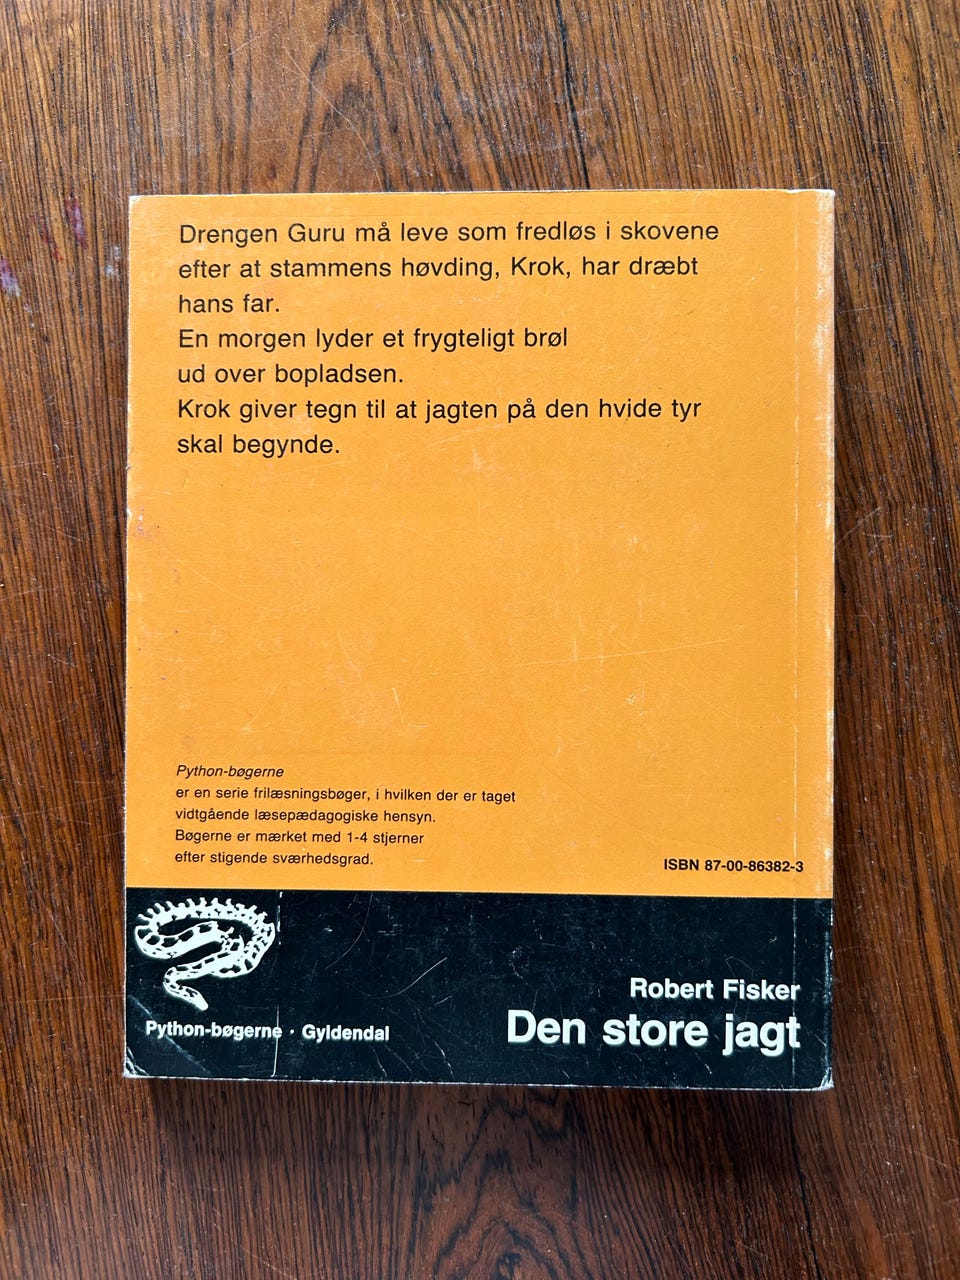 Drengen Guru må leve som fredløs i skovene
efter at stammens høvding, Krok, har dræbt
hans far.
En morgen lyder et frygteligt brøl
ud over bopladsen.
Krok giver tegn til at jagten på den hvide tyr
skal begynde.
Python-bøgerne
er en serie frilæsningsbøger, i hvilken der er taget
vidtgående læsepædagogiske hensyn.
Bøgerne er mærket med 1-4 stjerner
efter stigende sværhedsgrad.
ISBN 87-00-86382-3
Robert Fisker
Den store jagt
Python-bøgerne · Gyldendal